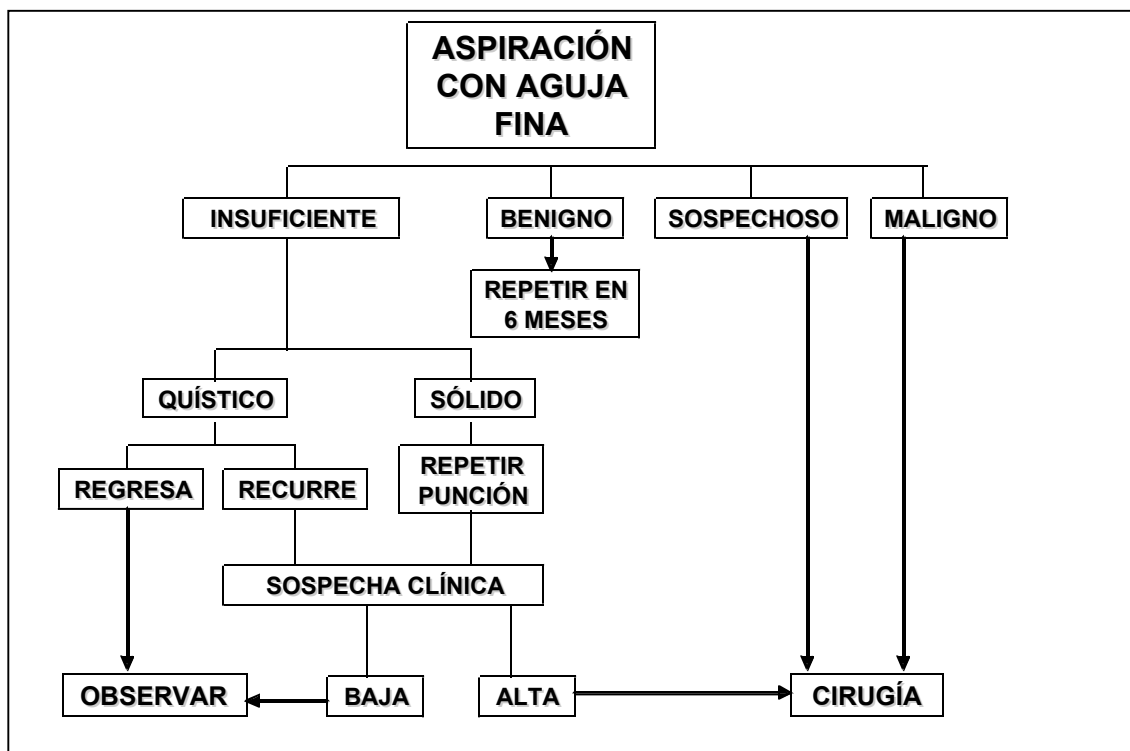 ASPIRACIÓN
CON AGUJA
FINA
INSUFICIENTE
BENIGNO
SOSPECHOSO
MALIGNO
REPETIR EN
6 MESES
QUÍSTICO
SÓLIDO
REGRESA
RECURRE
REPETIR
PUNCIÓN
SOSPECHA CLÍNICA
OBSERVAR
BAJA
ALTA
CIRUGÍA